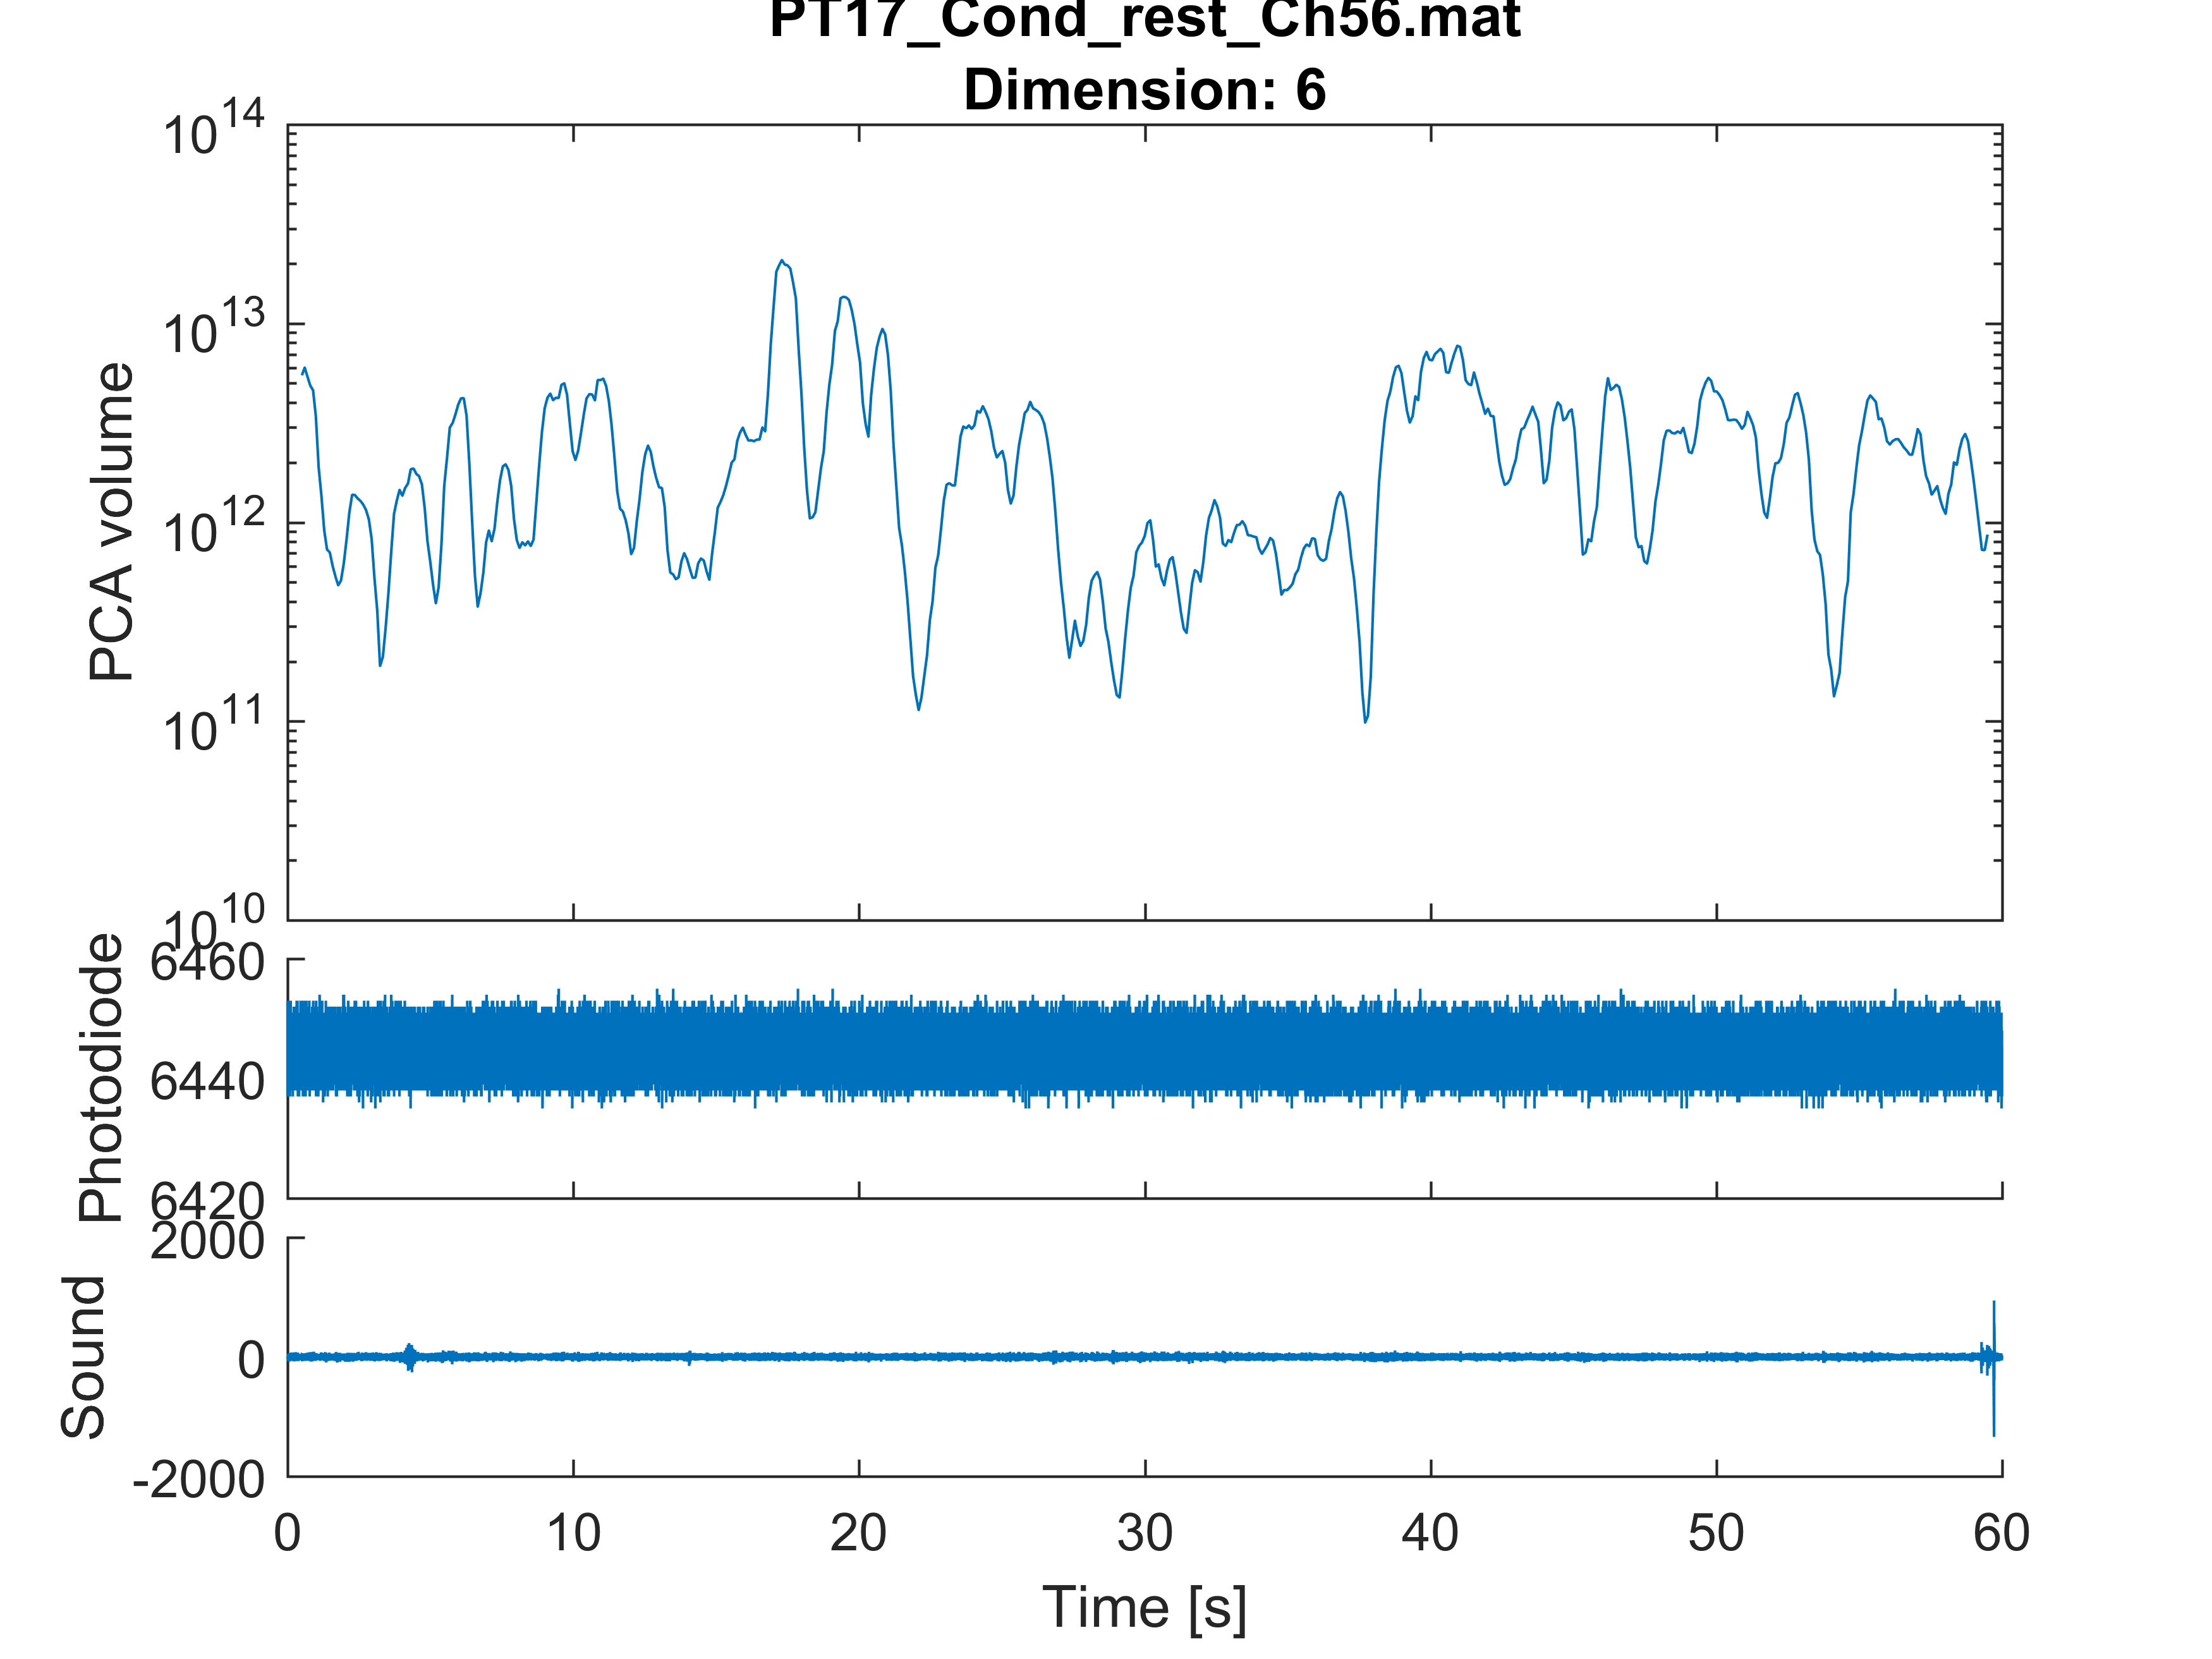 PT17_Cond_rest_Ch56.mat
Dimension: 6
PCA volume
10^14
10^13
10^12
10^11
10^10
Photodiode
6460
6440
6420
Sound
2000
0
-2000
0 10 20 30 40 50 60
Time [s]